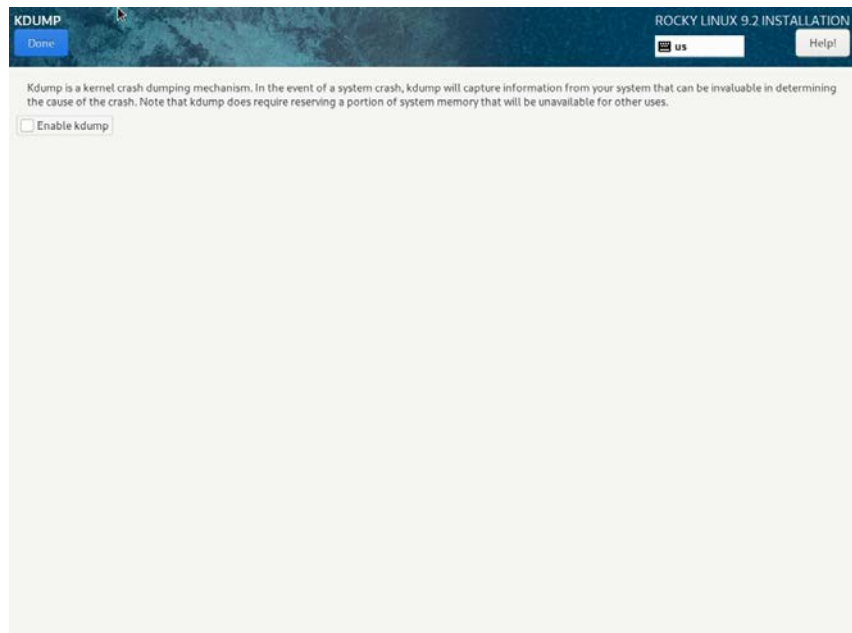 KDUMP
ROCKY LINUX 9.2 INSTALLATION
Done
us
Help!
Kdump is a kernel crash dumping mechanism. In the event of a system crash, kdump will capture information from your system that can be invaluable in determining
the cause of the crash. Note that kdump does require reserving a portion of system memory that will be unavailable for other uses.
Enable kdump